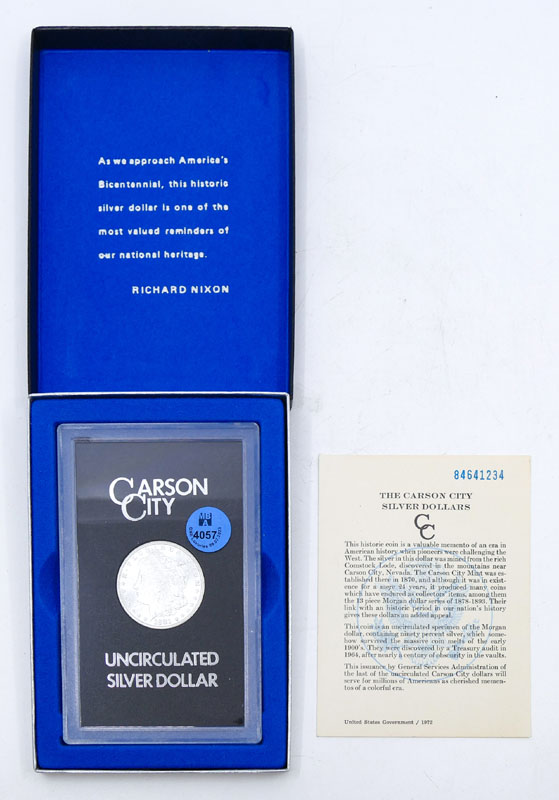 As we approach America's
Bicentennial, this historic
silver dollar is one of the
most valued reminders of
our national heritage.
RICHARD NIXON
CARSON
CITY
4057
UNCIRCULATED
SILVER DOLLAR
84641234
THE CARSON CITY
SILVER DOLLARS
CC
This historic coin is a valuable memento of an era in
American history when pioneers were challenging the
West. The silver in this dollar was mined from the rich
Comstock Lode, discovered in the mountains near
Carson City, Nevada. The Carson City Mint was es-
tablished there in 1870, and although it was in exist-
ence for a mere 24 years, it produced many coins
which have endured as collectors' items, among them
the 13 piece Morgan dollar series of 1878-1893. Their
link with an historic period in our nation's history
gives these dollars an added appeal.
This coin is an uncirculated specimen of the Morgan
dollar, containing ninety percent silver, which some-
how survived the massive coin melts of the early
1900's. They were discovered by a Treasury audit in
1964, after nearly a century of obscurity in the vaults.
This issuance by General Services Administration of
the last of the uncirculated Carson City dollars will
serve for millions of Americans as cherished memen-
tos of a colorful era.
United States Government / 1972